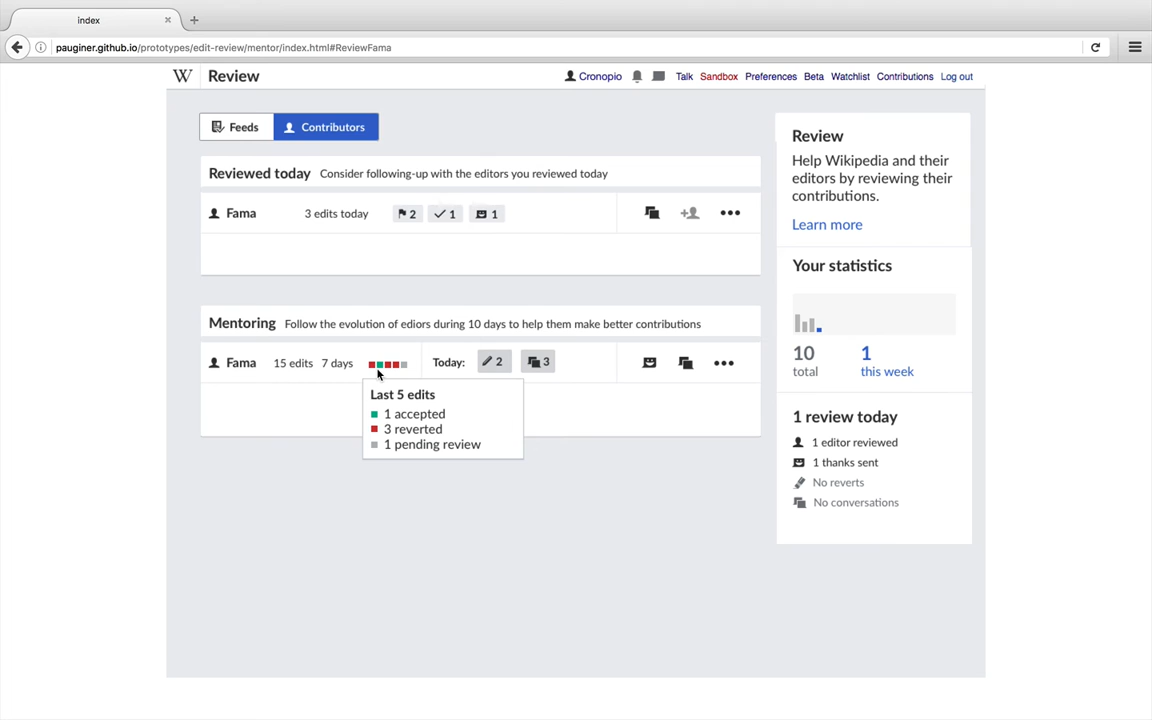 index
pauginer.github.io/prototypes/edit-review/mentor/index.html#ReviewFama
W Review Cronopio Talk Sandbox Preferences Beta Watchlist Contributions Log out
Feeds Contributors
Reviewed today Consider following-up with the editors you reviewed today
Fama 3 edits today 2 1 1
Mentoring Follow the evolution of ediors during 10 days to help them make better contributions
Fama 15 edits 7 days Today: 2 3
Last 5 edits
1 accepted
3 reverted
1 pending review
Review
Help Wikipedia and their
editors by reviewing their
contributions.
Learn more
Your statistics
10 1
total this week
1 review today
1 editor reviewed
1 thanks sent
No reverts
No conversations